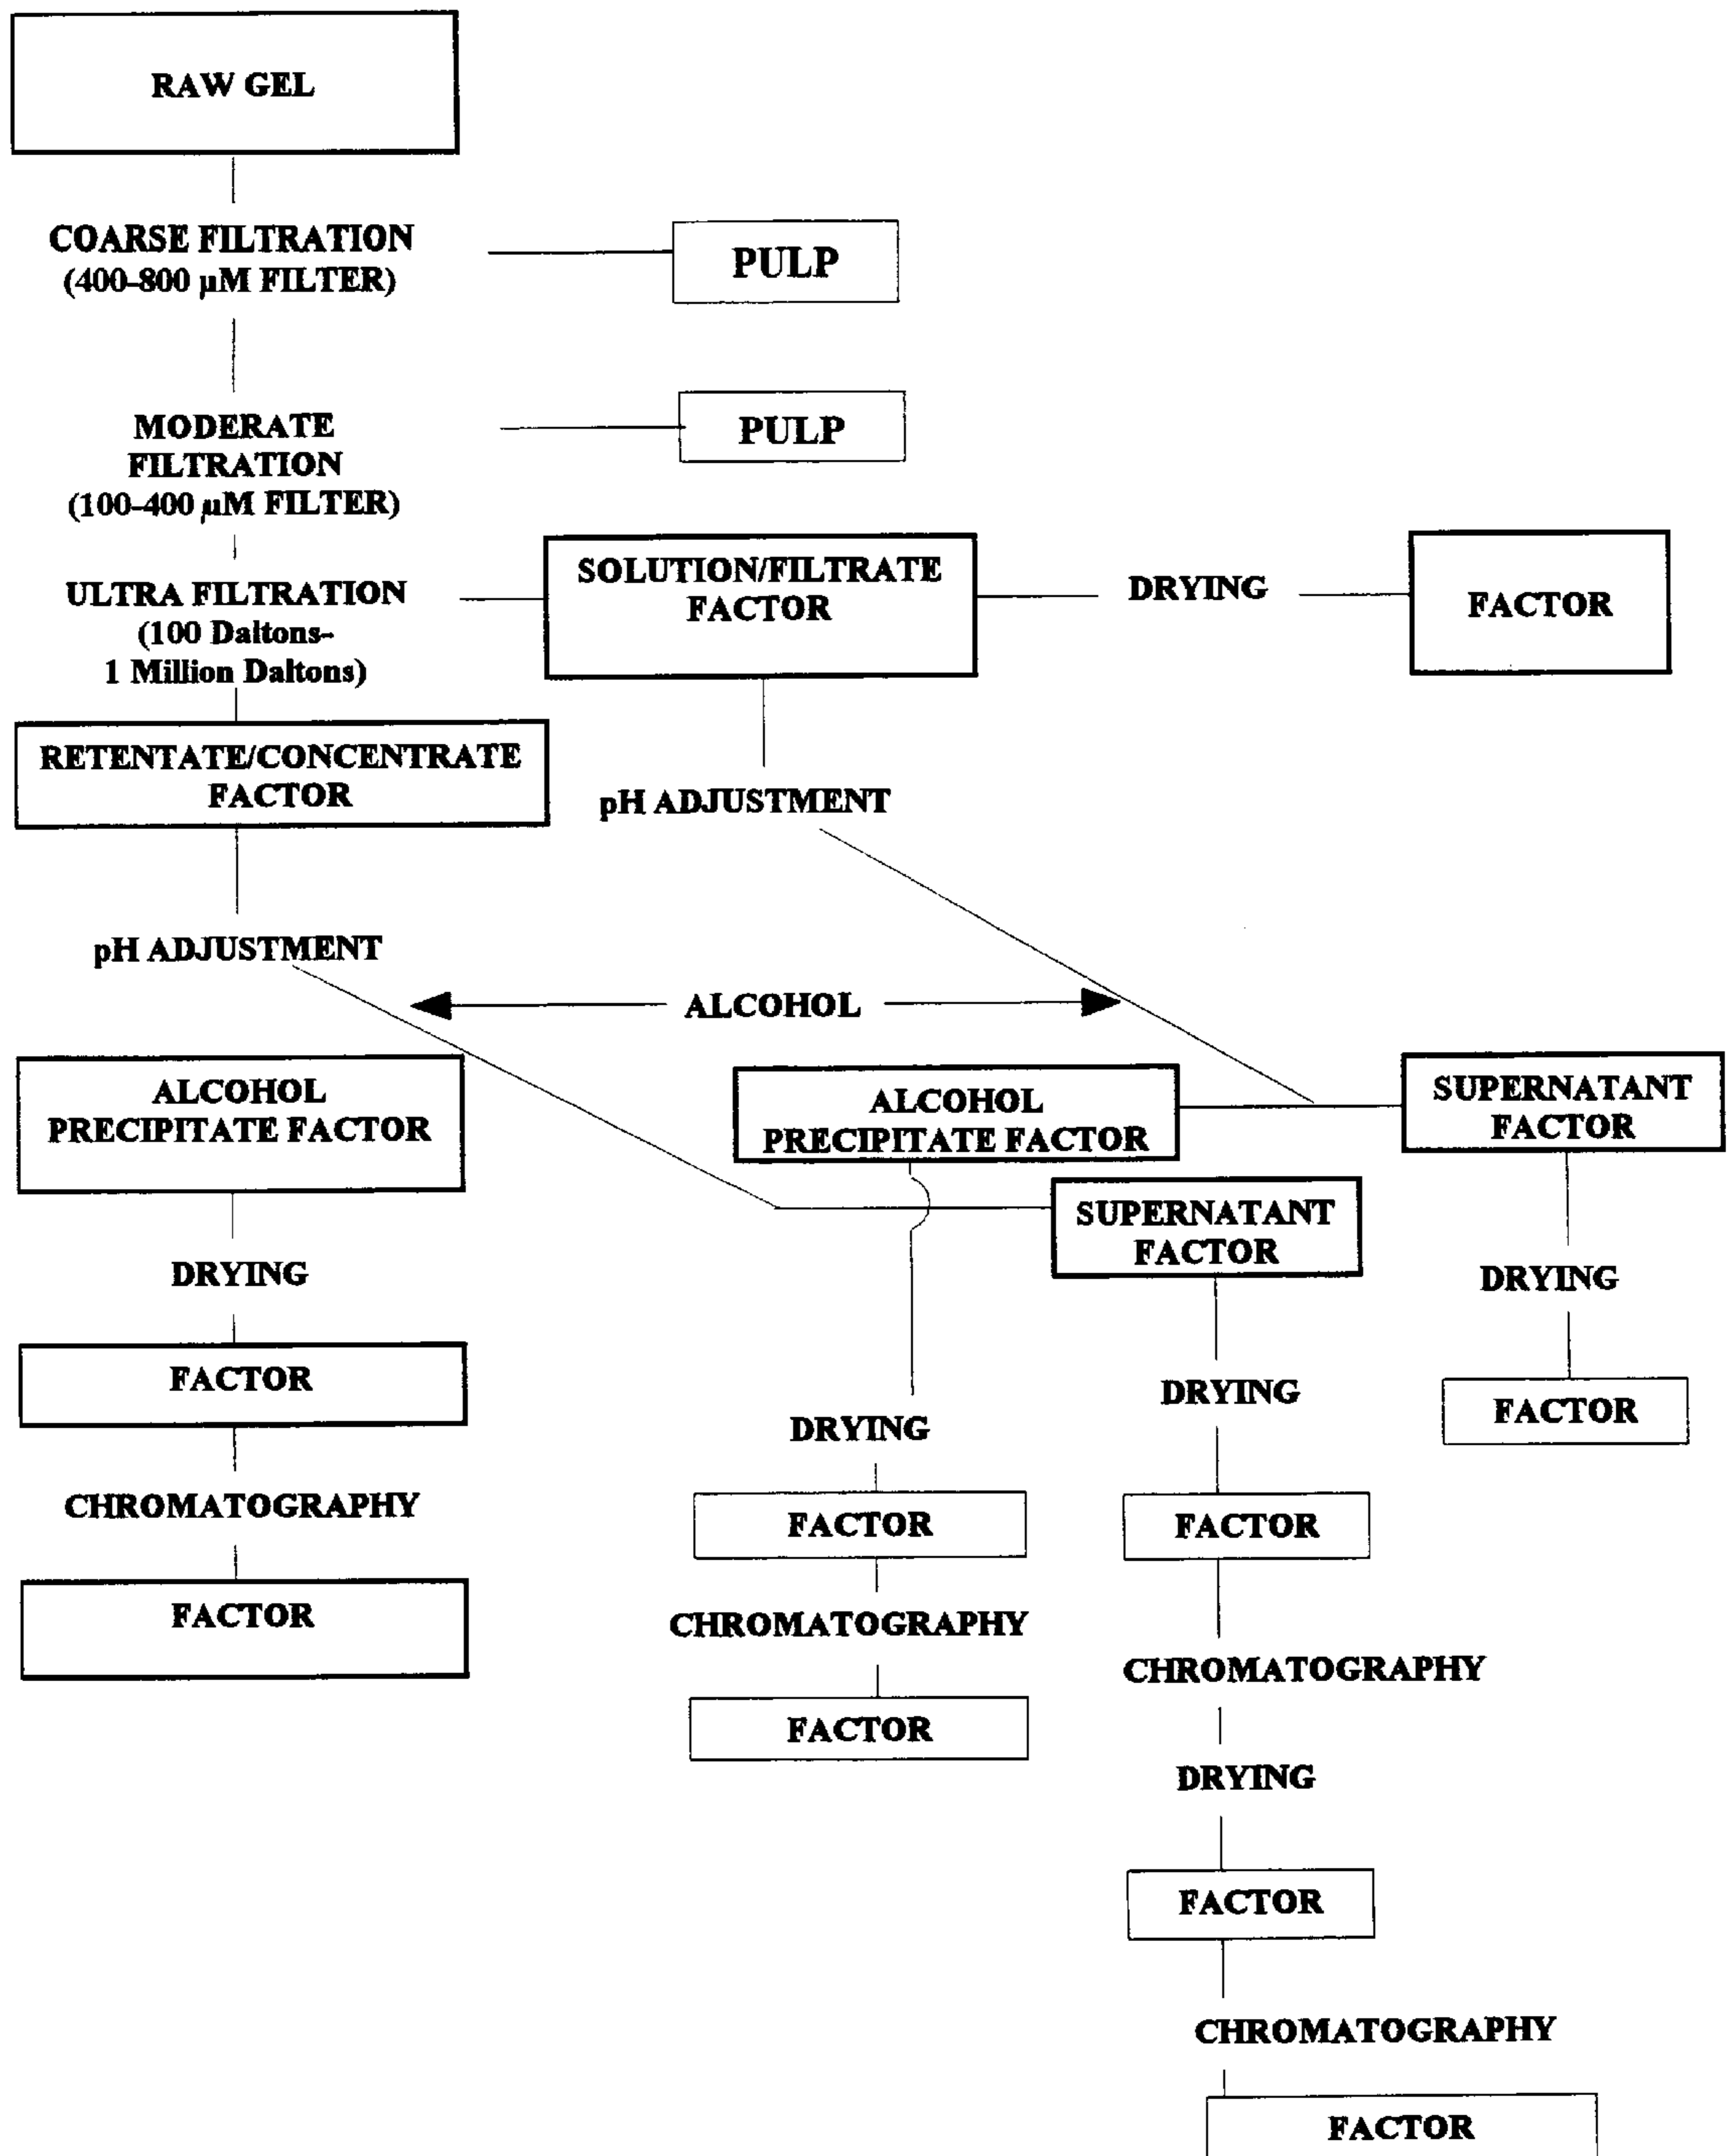 RAW GEL
COARSE FILTRATION
(400-800 µM FILTER)
PULP
MODERATE
FILTRATION
(100-400 µM FILTER)
PULP
ULTRA FILTRATION
(100 Daltons-
1 Million Daltons)
SOLUTION/FILTRATE
FACTOR
DRYING
FACTOR
RETENTATE/CONCENTRATE
FACTOR
pH ADJUSTMENT
pH ADJUSTMENT
ALCOHOL
ALCOHOL
PRECIPITATE FACTOR
ALCOHOL
PRECIPITATE FACTOR
SUPERNATANT
FACTOR
SUPERNATANT
FACTOR
DRYING
FACTOR
CHROMATOGRAPHY
FACTOR
DRYING
FACTOR
CHROMATOGRAPHY
FACTOR
DRYING
FACTOR
CHROMATOGRAPHY
DRYING
FACTOR
CHROMATOGRAPHY
FACTOR
DRYING
FACTOR